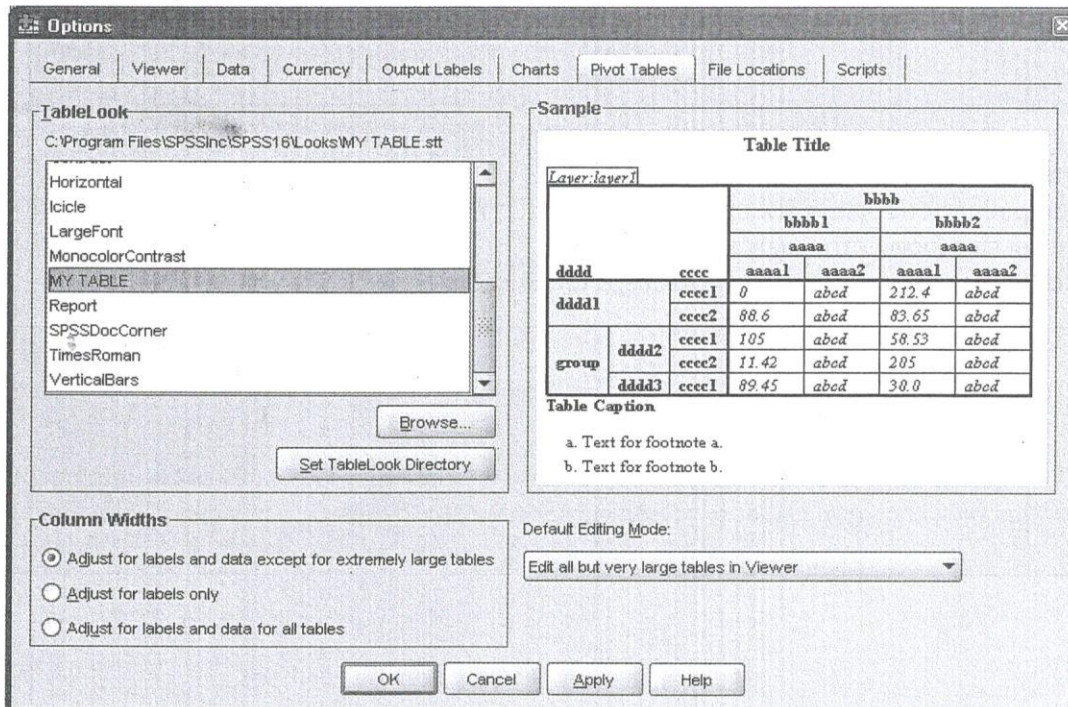 Options
General Viewer Data Currency Output Labels Charts Pivot Tables File Locations Scripts
TableLook
C:\Program Files\SPSSInc\SPSS16\Looks\MY TABLE.stt
Horizontal
Icicle
LargeFont
MonocolorContrast
MY TABLE
Report
SPSSDocCorner
TimesRoman
VerticalBars
Browse...
Set TableLook Directory
Sample
Table Title
Layer:layer1
bbbb
bbbb1 bbbb2
aaaa aaaa
dddd cccc aaaa1 aaaa2 aaaa1 aaaa2
dddd1 cccc1 0 abcd 212.4 abcd
cccc2 88.6 abcd 83.65 abcd
group dddd2 cccc1 105 abcd 58.53 abcd
cccc2 11.42 abcd 205 abcd
dddd3 cccc1 89.45 abcd 30.0 abcd
Table Caption
a. Text for footnote a.
b. Text for footnote b.
Column Widths
Adjust for labels and data except for extremely large tables
Adjust for labels only
Adjust for labels and data for all tables
Default Editing Mode:
Edit all but very large tables in Viewer
OK Cancel Apply Help